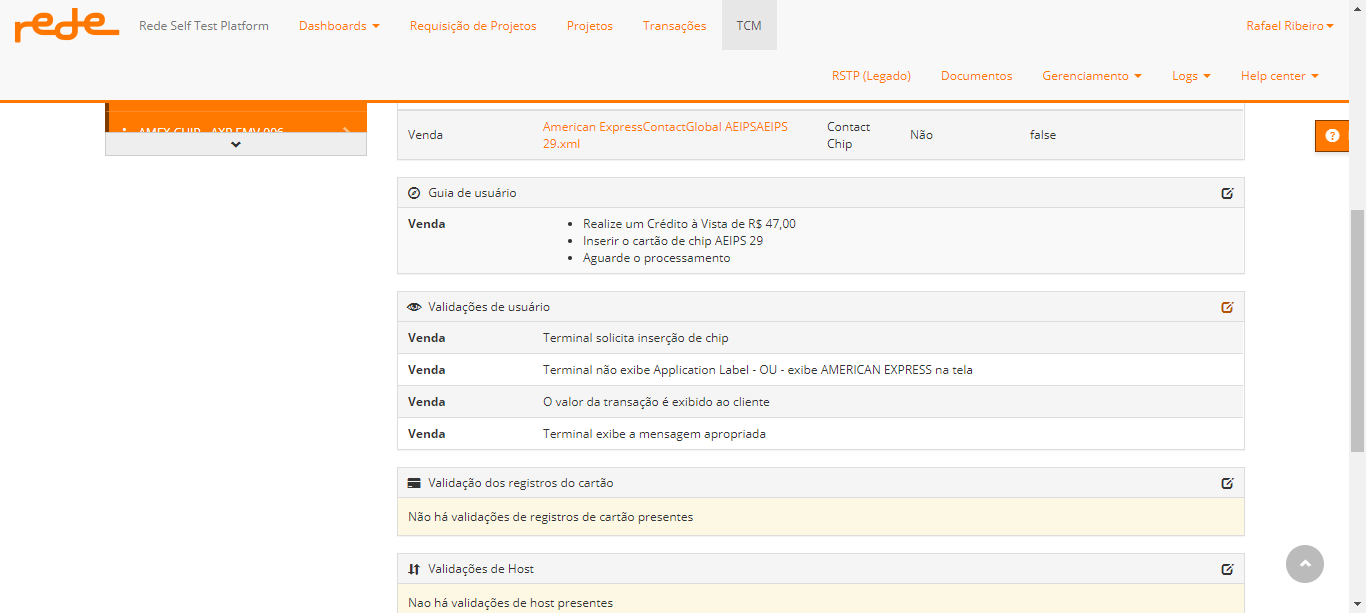 rede
Rede Self Test Platform
Dashboards
Requisição de Projetos
Projetos
Transações
TCM
Rafael Ribeiro
RSTP (Legado)
Documentos
Gerenciamento
Logs
Help center
AMEX CHIP - AXP EMV 006
Venda
American ExpressContactGlobal AEIPSAEIPS
29.xml
Contact
Chip
Não
false
Guia de usuário
Venda
Realize um Crédito à Vista de R$ 47,00
Inserir o cartão de chip AEIPS 29
Aguarde o processamento
Validações de usuário
Venda
Terminal solicita inserção de chip
Venda
Terminal não exibe Application Label - OU - exibe AMERICAN EXPRESS na tela
Venda
O valor da transação é exibido ao cliente
Venda
Terminal exibe a mensagem apropriada
Validação dos registros do cartão
Não há validações de registros de cartão presentes
Validações de Host
Nao há validações de host presentes